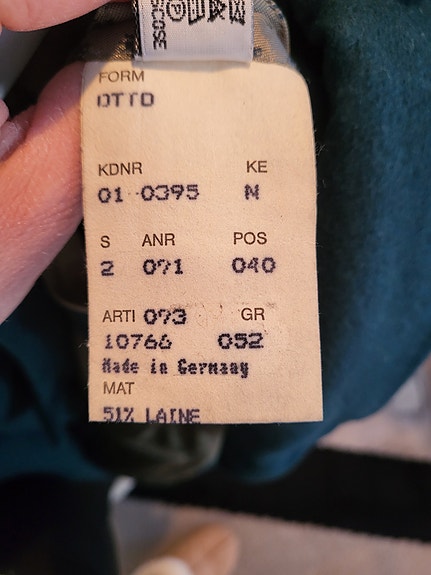 FORM
OTTO
KDNR KE
01 0395 N
S ANR POS
2 071 040
ARTI 073 GR
10766 052
Made in Germany
MAT
51% LAINE